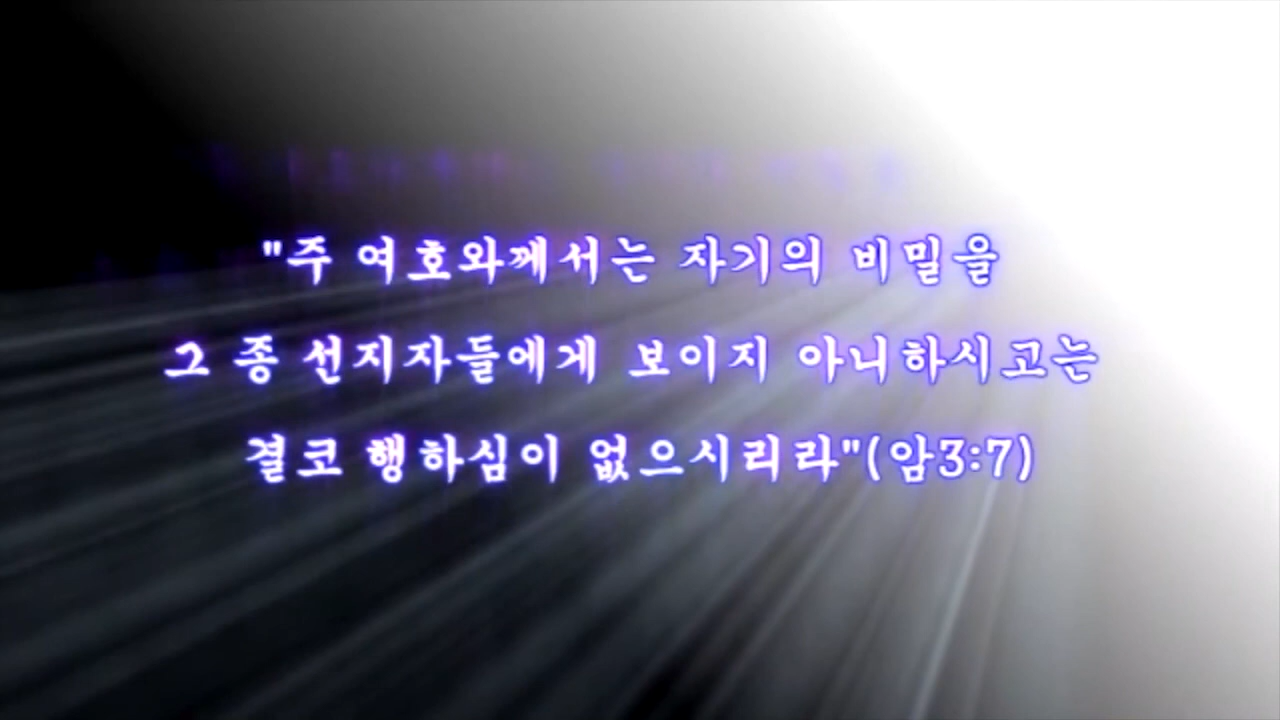 "주 여호와께서는 자기의 비밀을
그 종 선지자들에게 보이지 아니하시고는
결코 행하심이 없으시리라"(암3:7)